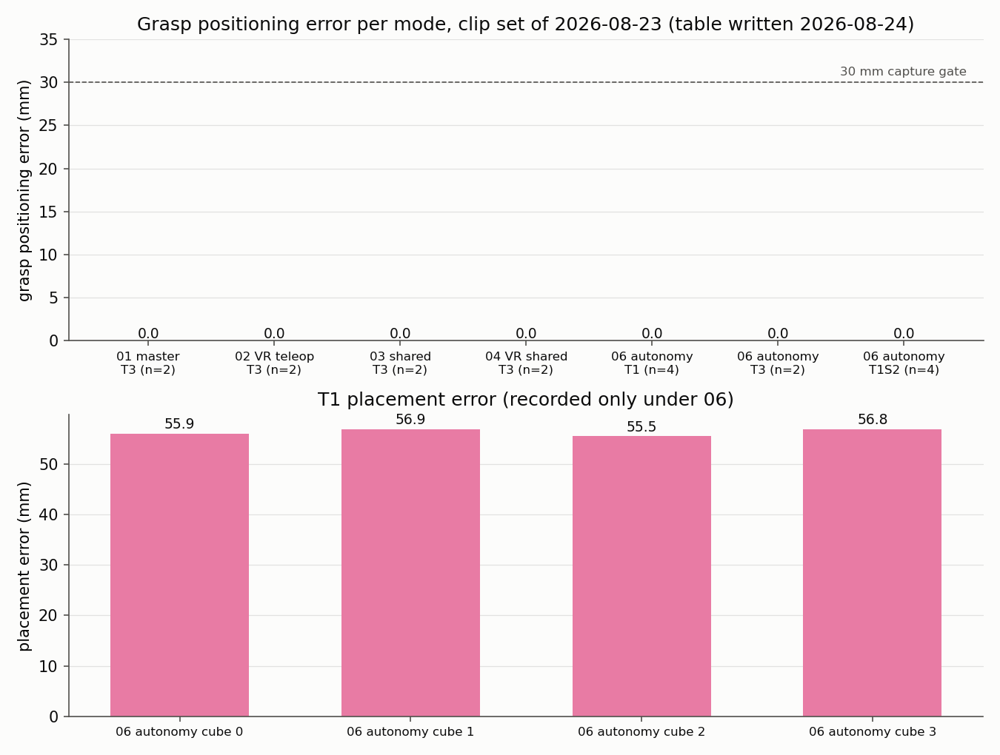 Grasp positioning error per mode, clip set of 2026-08-23 (table written 2026-08-24)
grasp positioning error (mm)
35
30
25
20
15
10
5
0
30 mm capture gate
0.0
0.0
0.0
0.0
0.0
0.0
0.0
01 master
T3 (n=2)
02 VR teleop
T3 (n=2)
03 shared
T3 (n=2)
04 VR shared
T3 (n=2)
06 autonomy
T1 (n=4)
06 autonomy
T3 (n=2)
06 autonomy
T1S2 (n=4)
T1 placement error (recorded only under 06)
placement error (mm)
50
40
30
20
10
0
55.9
56.9
55.5
56.8
06 autonomy cube 0
06 autonomy cube 1
06 autonomy cube 2
06 autonomy cube 3